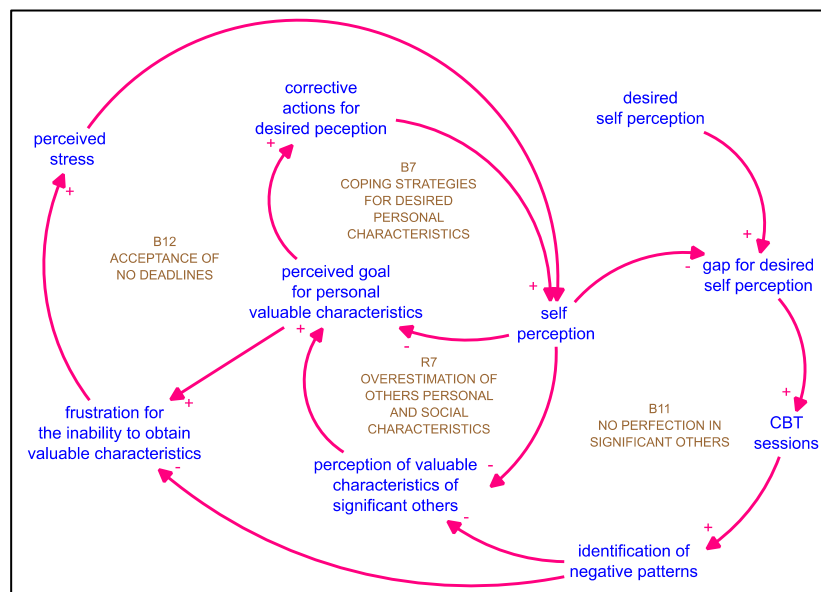 corrective
actions for
desired peception
desired
self perception
perceived
stress
+
+
B7
COPING STRATEGIES
FOR DESIRED
PERSONAL
CHARACTERISTICS
B12
ACCEPTANCE OF
NO DEADLINES
+
-
gap for desired
self perception
perceived goal
for personal
valuable characteristics
+
self
perception
+
-
R7
OVERESTIMATION OF
OTHERS PERSONAL
AND SOCIAL
CHARACTERISTICS
+
+
B11
NO PERFECTION IN
SIGNIFICANT OTHERS
CBT
sessions
frustration for
the inability to obtain
valuable characteristics
-
perception of valuable
characteristics of
significant others
-
-
+
identification of
negative patterns